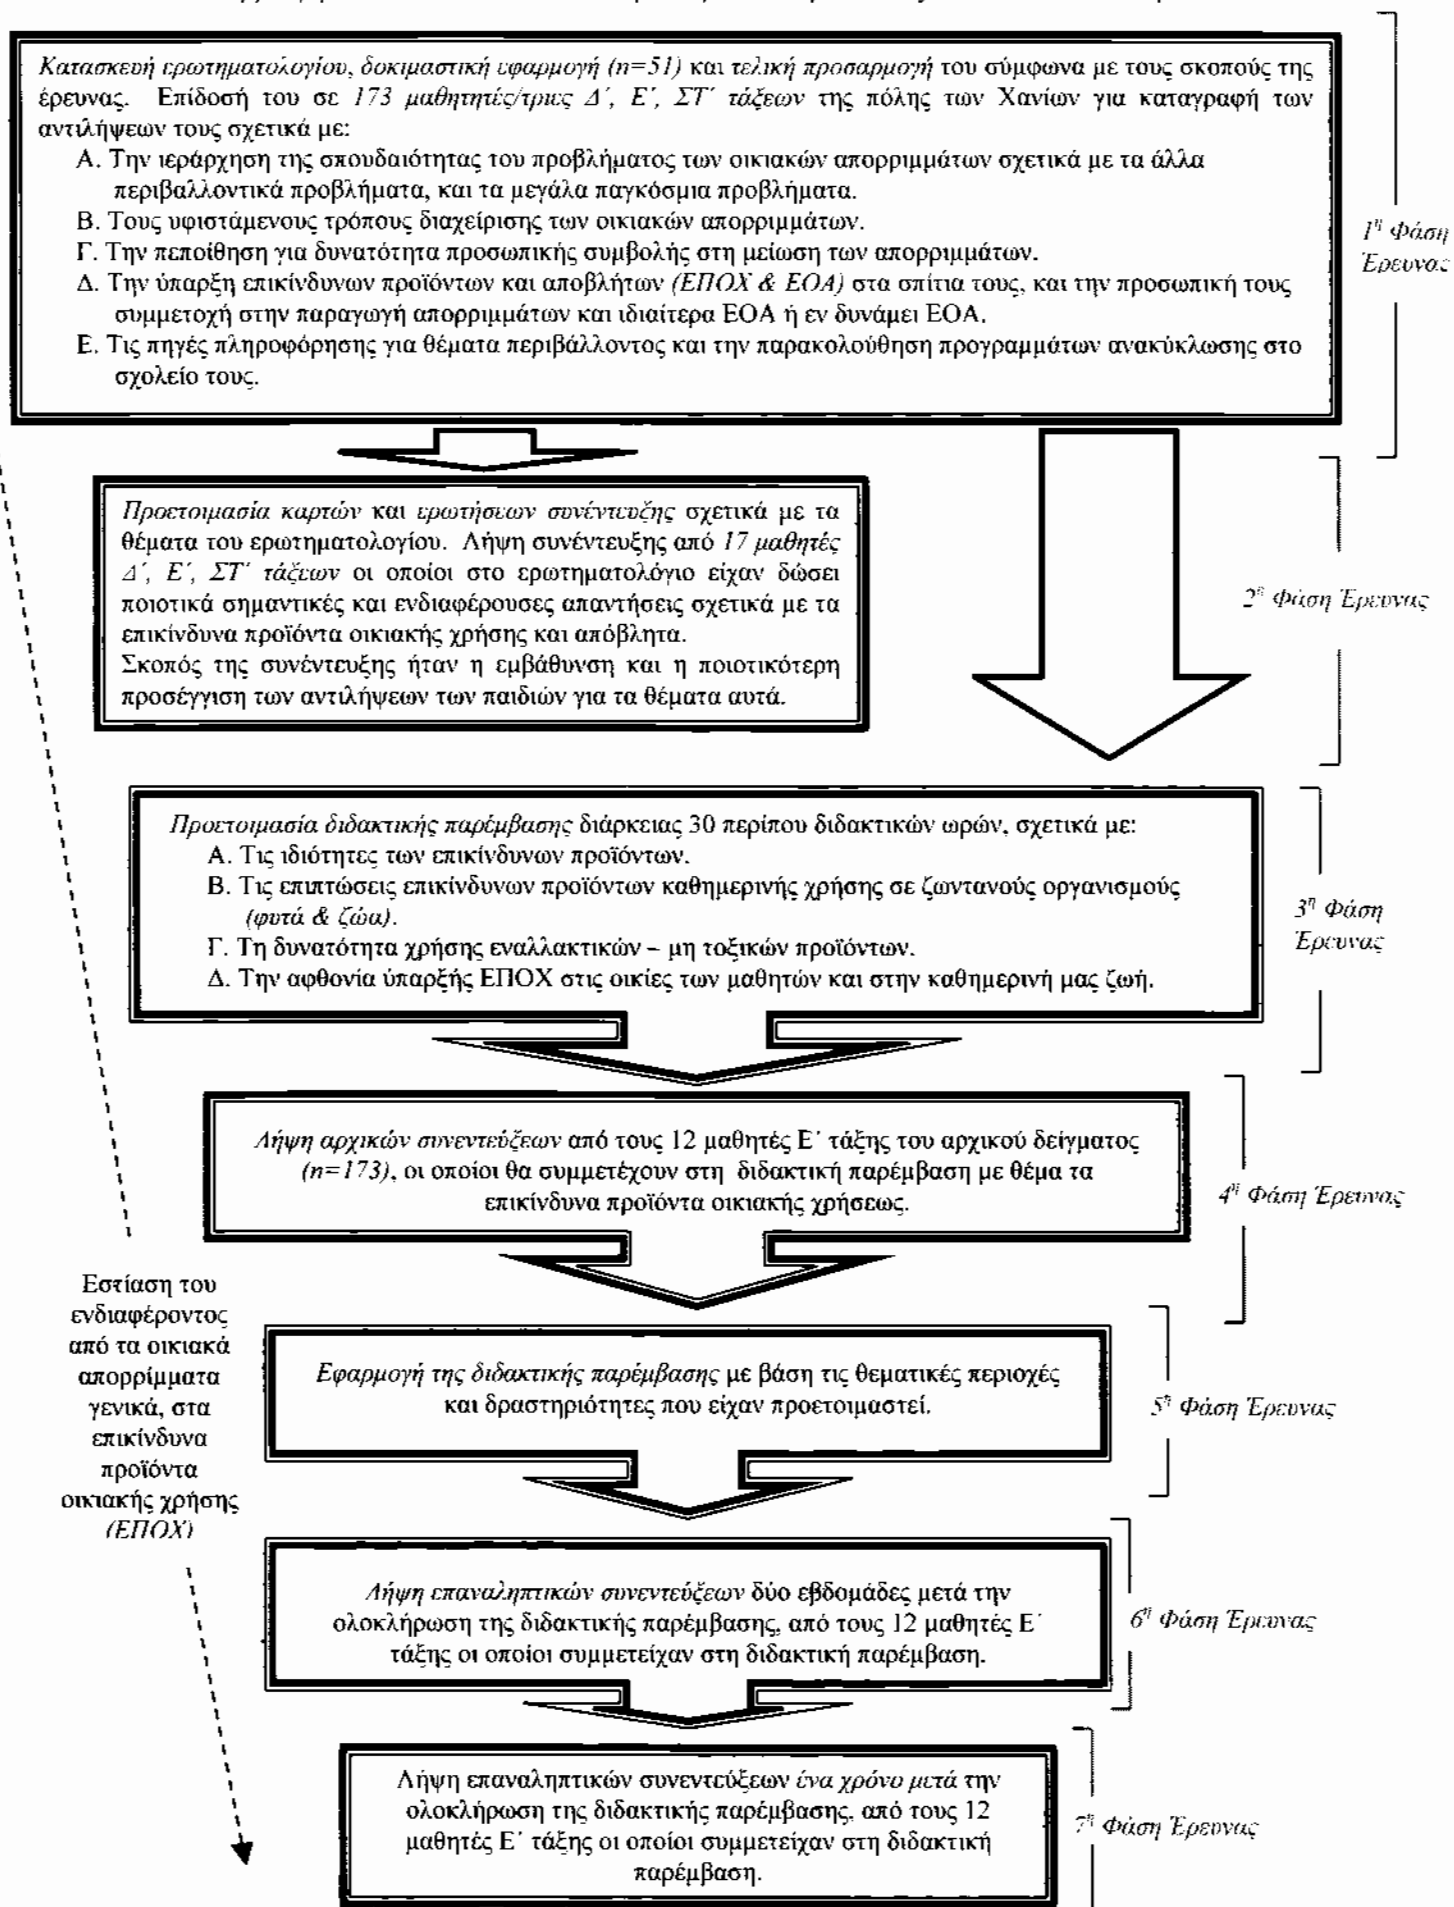 Κατασκευή ερωτηματολογίου, δοκιμαστική εφαρμογή (n=51) και τελική προσαρμογή του σύμφωνα με τους σκοπούς της
έρευνας. Επίδοσή του σε 173 μαθητητές/τριες Δ΄, Ε΄, ΣΤ΄ τάξεων της πόλης των Χανίων για καταγραφή των
αντιλήψεων τους σχετικά με:
Α. Την ιεράρχηση της σπουδαιότητας του προβλήματος των οικιακών απορριμμάτων σχετικά με τα άλλα
περιβαλλοντικά προβλήματα, και τα μεγάλα παγκόσμια προβλήματα.
Β. Τους υφιστάμενους τρόπους διαχείρισης των οικιακών απορριμμάτων.
Γ. Την πεποίθηση για δυνατότητα προσωπικής συμβολής στη μείωση των απορριμμάτων.
Δ. Την ύπαρξη επικίνδυνων προϊόντων και αποβλήτων (ΕΠΟΧ & ΕΟΑ) στα σπίτια τους, και την προσωπική τους
συμμετοχή στην παραγωγή απορριμμάτων και ιδιαίτερα ΕΟΑ ή εν δυνάμει ΕΟΑ.
Ε. Τις πηγές πληροφόρησης για θέματα περιβάλλοντος και την παρακολούθηση προγραμμάτων ανακύκλωσης στο
σχολείο τους.
1η Φάση
Έρευνας
Προετοιμασία καρτών και ερωτήσεων συνέντευξης σχετικά με τα
θέματα του ερωτηματολογίου. Λήψη συνέντευξης από 17 μαθητές
Δ΄, Ε΄, ΣΤ΄ τάξεων οι οποίοι στο ερωτηματολόγιο είχαν δώσει
ποιοτικά σημαντικές και ενδιαφέρουσες απαντήσεις σχετικά με τα
επικίνδυνα προϊόντα οικιακής χρήσης και απόβλητα.
Σκοπός της συνέντευξης ήταν η εμβάθυνση και η ποιοτικότερη
προσέγγιση των αντιλήψεων των παιδιών για τα θέματα αυτά.
2η Φάση Έρευνας
Προετοιμασία διδακτικής παρέμβασης διάρκειας 30 περίπου διδακτικών ωρών, σχετικά με:
Α. Τις ιδιότητες των επικίνδυνων προϊόντων.
Β. Τις επιπτώσεις επικίνδυνων προϊόντων καθημερινής χρήσης σε ζωντανούς οργανισμούς
(φυτά & ζώα).
Γ. Τη δυνατότητα χρήσης εναλλακτικών – μη τοξικών προϊόντων.
Δ. Την αφθονία ύπαρξής ΕΠΟΧ στις οικίες των μαθητών και στην καθημερινή μας ζωή.
3η Φάση
Έρευνας
Λήψη αρχικών συνεντεύξεων από τους 12 μαθητές Ε΄ τάξης του αρχικού δείγματος
(n=173), οι οποίοι θα συμμετέχουν στη διδακτική παρέμβαση με θέμα τα
επικίνδυνα προϊόντα οικιακής χρήσεως.
4η Φάση Έρευνας
Εστίαση του
ενδιαφέροντος
από τα οικιακά
απορρίμματα
γενικά, στα
επικίνδυνα
προϊόντα
οικιακής χρήσης
(ΕΠΟΧ)
Εφαρμογή της διδακτικής παρέμβασης με βάση τις θεματικές περιοχές
και δραστηριότητες που είχαν προετοιμαστεί.
5η Φάση Έρευνας
Λήψη επαναληπτικών συνεντεύξεων δύο εβδομάδες μετά την
ολοκλήρωση της διδακτικής παρέμβασης, από τους 12 μαθητές Ε΄
τάξης οι οποίοι συμμετείχαν στη διδακτική παρέμβαση.
6η Φάση Έρευνας
Λήψη επαναληπτικών συνεντεύξεων ένα χρόνο μετά την
ολοκλήρωση της διδακτικής παρέμβασης, από τους 12
μαθητές Ε΄ τάξης οι οποίοι συμμετείχαν στη διδακτική
παρέμβαση.
7η Φάση Έρευνας